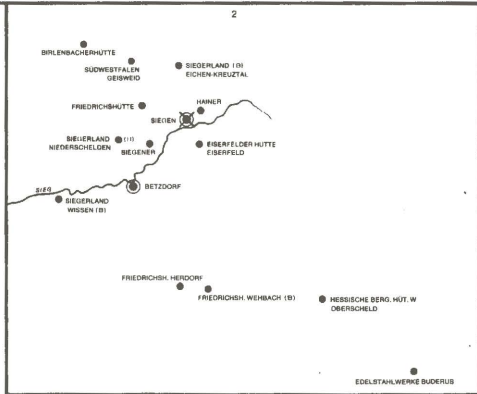 2
BIRLENBACHERHÜTTE
SÜDWESTFALEN
GEISWEID
SIEGERLAND (B)
EICHEN-KREUZTAL
FRIEDRICHSHÜTTE
HAINER
SIEGEN
SIEGERLAND
NIEDERSCHELDEN
SIEGENER
EISERFELDER HÜTTE
EISERFELD
BETZDORF
SIEG
SIEGERLAND
WISSEN (B)
FRIEDRICHSH. HERDORF
FRIEDRICHSH. WEHBACH (B)
HESSISCHE BERG. HÜT. W
OBERSCHELD
EDELSTAHLWERKE BUDERUS